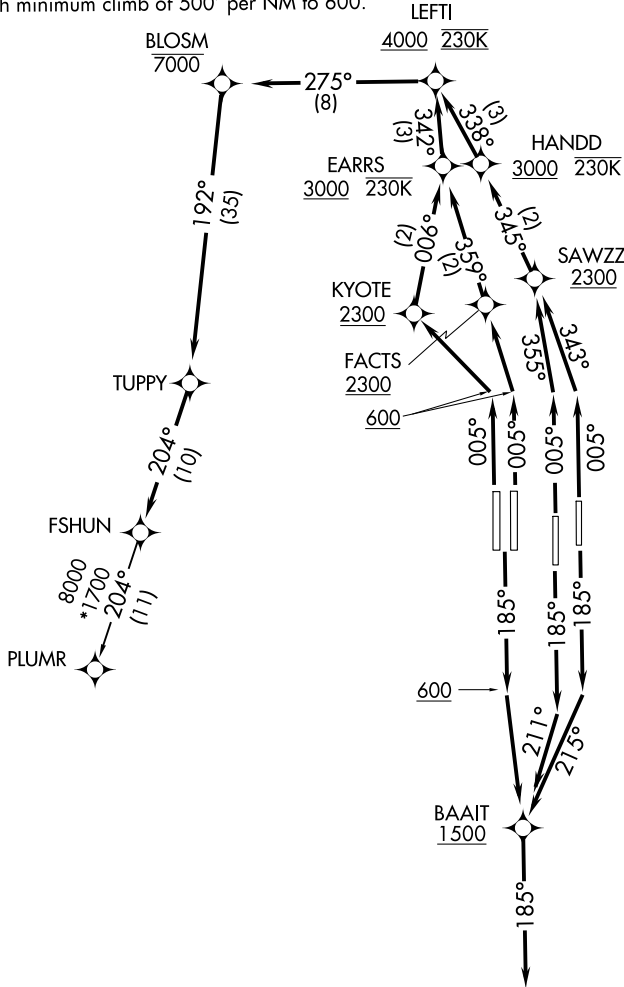 h minimum climb of 500' per NM to 600.
LEFTI
4000 230K
BLOSM
7000
275°
(8)
342°
(3)
338°
(3)
HANDD
3000 230K
EARRS
3000 230K
192°
(35)
006°
(2)
359°
(2)
345°
(2)
SAWZZ
2300
KYOTE
2300
FACTS
2300
355°
343°
TUPPY
600
005°
005°
005°
005°
204°
(10)
FSHUN
8000
*1700
204°
(11)
185°
185°
185°
PLUMR
600
211°
215°
BAAIT
1500
185°